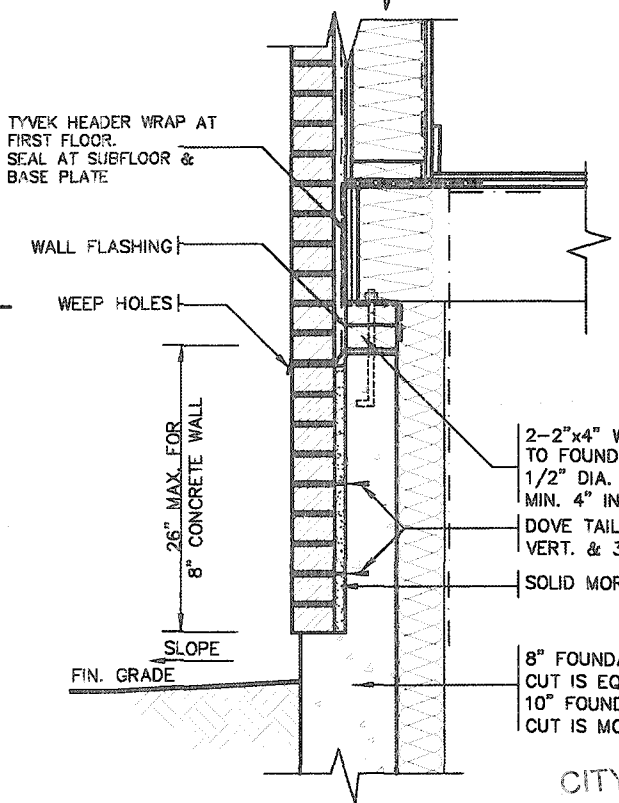 TYVEK HEADER WRAP AT
FIRST FLOOR.
SEAL AT SUBFLOOR &
BASE PLATE
WALL FLASHING
WEEP HOLES
26" MAX. FOR
8" CONCRETE WALL
SLOPE
FIN. GRADE
2-2"x4" W
TO FOUND
1/2" DIA.
MIN. 4" IN
DOVE TAIL
VERT. & 3
SOLID MOR
8" FOUNDA
CUT IS EQ
10" FOUND
CUT IS MO
CITY